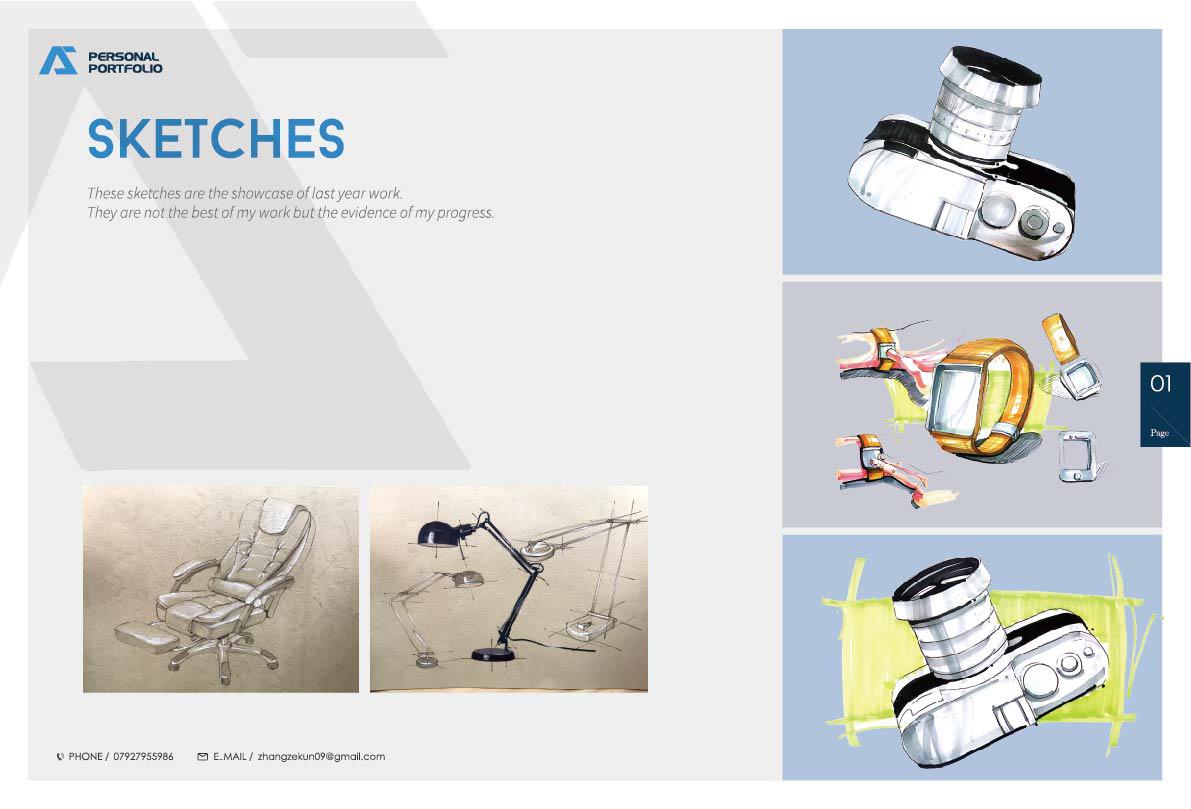 PERSONAL
PORTFOLIO
SKETCHES
These sketches are the showcase of last year work.
They are not the best of my work but the evidence of my progress.
01
Page
PHONE / 07927955986 E_MAIL / zhangzekun09@gmail.com